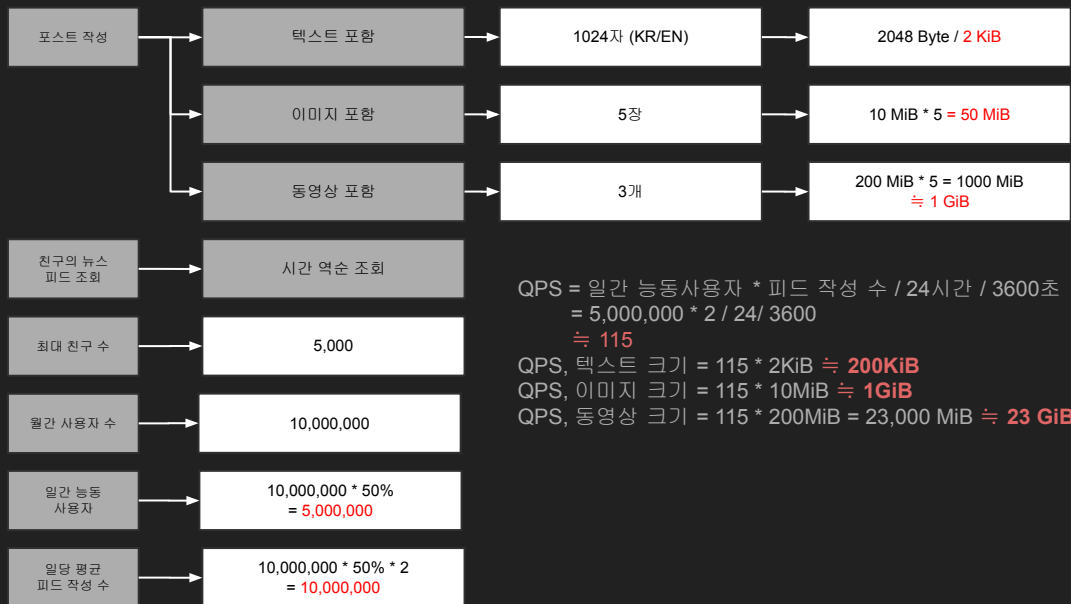 포스트 작성
텍스트 포함
1024자 (KR/EN)
2048 Byte / 2 KiB
이미지 포함
5장
10 MiB * 5 = 50 MiB
동영상 포함
3개
200 MiB * 5 = 1000 MiB
≒ 1 GiB
친구의 뉴스
피드 조회
시간 역순 조회
최대 친구 수
5,000
월간 사용자 수
10,000,000
일간 능동
사용자
10,000,000 * 50%
= 5,000,000
일당 평균
피드 작성 수
10,000,000 * 50% * 2
= 10,000,000
QPS = 일간 능동사용자 * 피드 작성 수 / 24시간 / 3600초
= 5,000,000 * 2 / 24/ 3600
≒ 115
QPS, 텍스트 크기 = 115 * 2KiB ≒ 200KiB
QPS, 이미지 크기 = 115 * 10MiB ≒ 1GiB
QPS, 동영상 크기 = 115 * 200MiB = 23,000 MiB ≒ 23 GiB